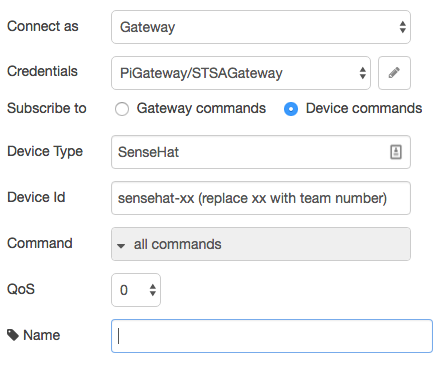 Connect as Gateway
Credentials PiGateway/STSAGateway
Subscribe to Gateway commands Device commands
Device Type SenseHat
Device Id sensehat-xx (replace xx with team number)
Command all commands
QoS 0
Name